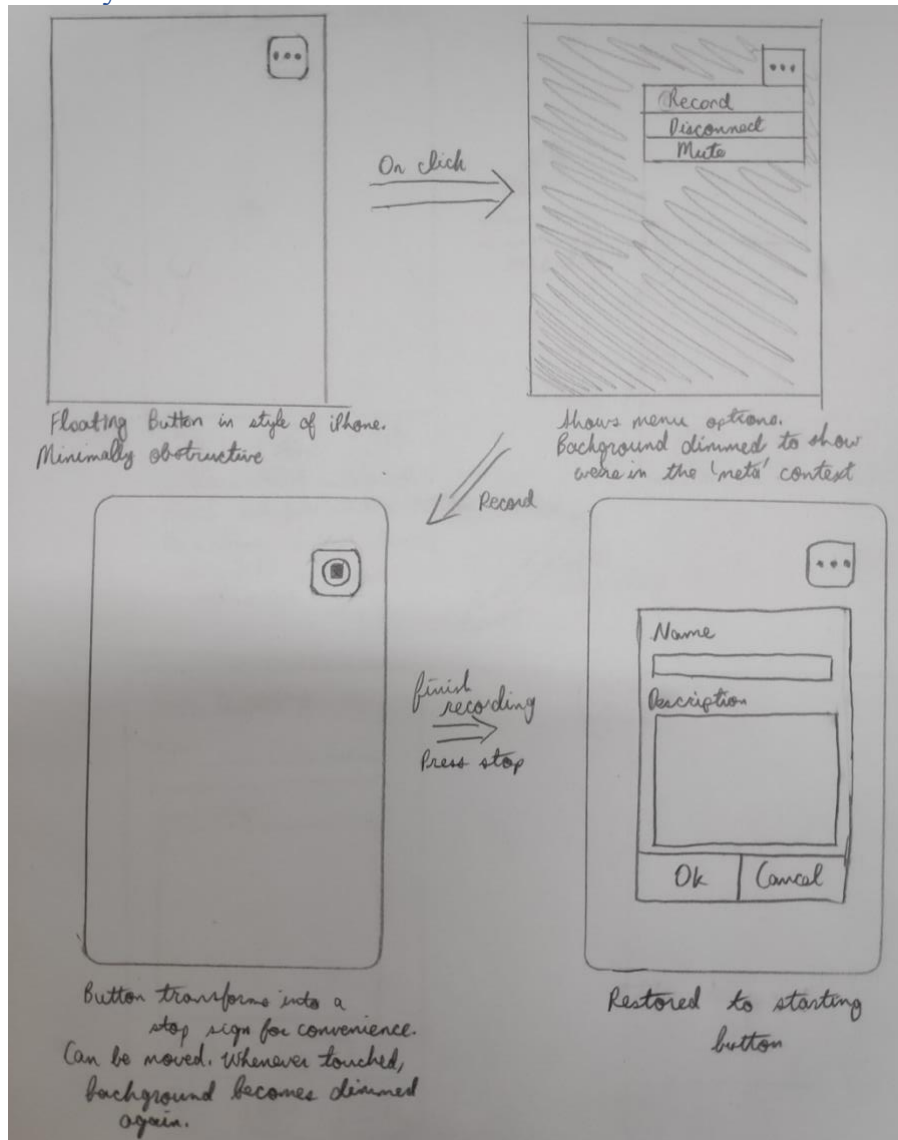 On click
Record
Disconnect
Mute
Floating Button in style of iPhone.
Minimally obstructive
Shows menu options.
Background dimmed to show
were in the 'meta' context
Record
finish
recording
Press stop
Name
Description
Ok
Cancel
Button transforms into a
stop sign for convenience.
Can be moved. Whenever touched,
background becomes dimmed
again.
Restored to starting
button